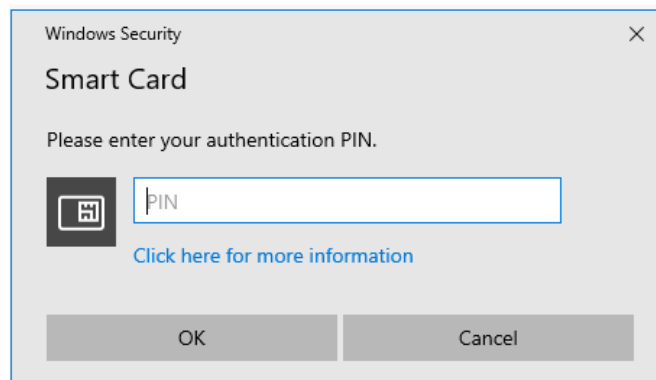 Windows Security
Smart Card
Please enter your authentication PIN.
PIN
Click here for more information
OK
Cancel